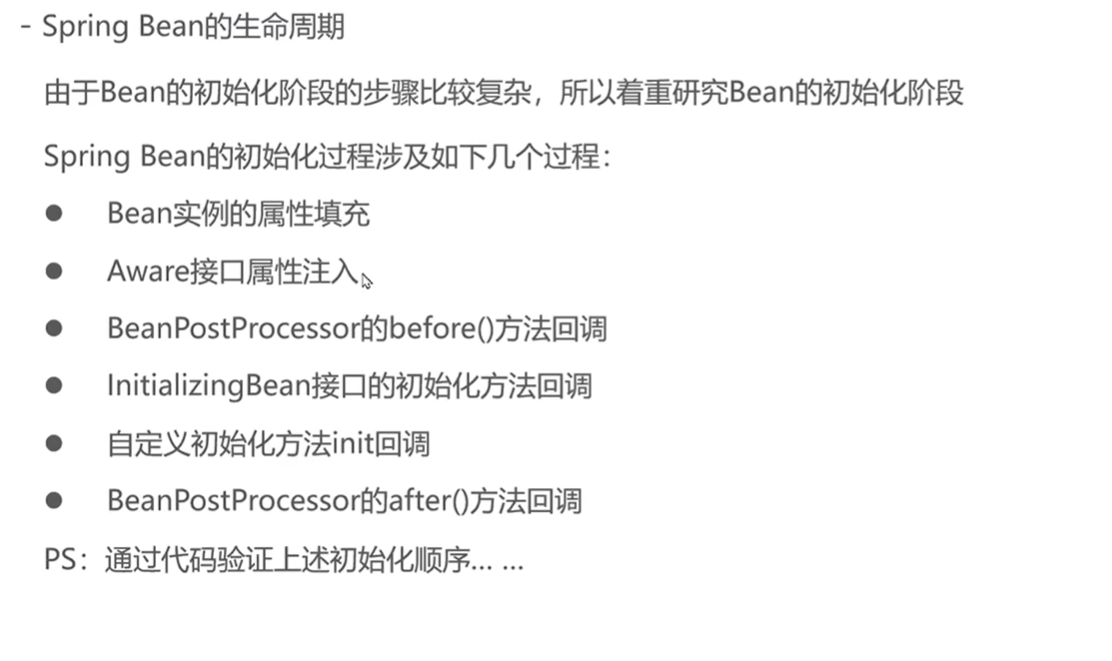 - Spring Bean的生命周期
由于Bean的初始化阶段的步骤比较复杂，所以着重研究Bean的初始化阶段
Spring Bean的初始化过程涉及如下几个过程：
● Bean实例的属性填充
● Aware接口属性注入
● BeanPostProcessor的before()方法回调
● InitializingBean接口的初始化方法回调
● 自定义初始化方法init回调
● BeanPostProcessor的after()方法回调
PS：通过代码验证上述初始化顺序... ...